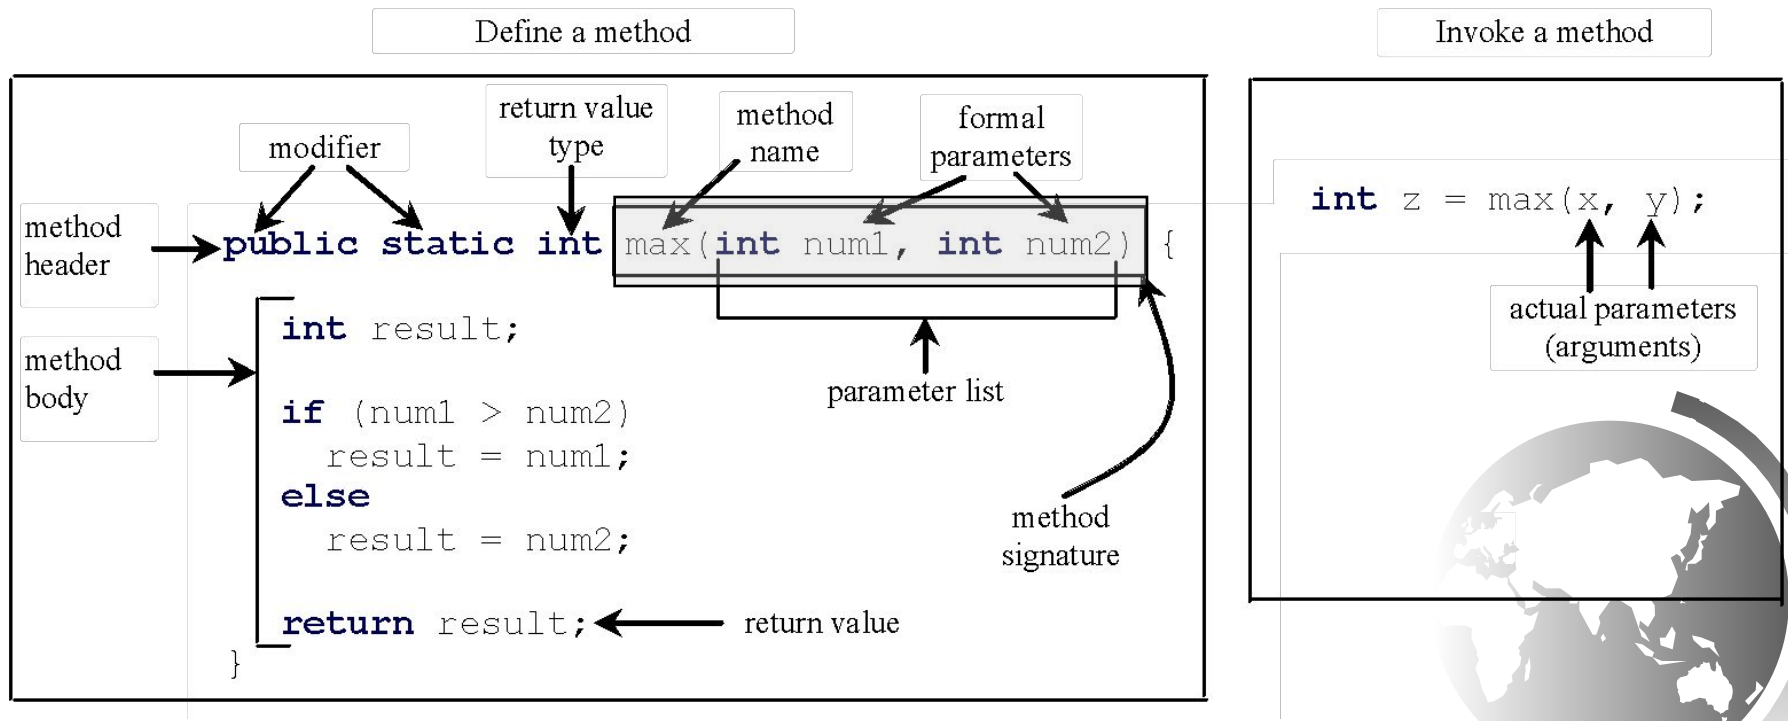 Define a method
Invoke a method
return value
type
method
name
formal
parameters
modifier
method
header
public static int max(int num1, int num2) {
int z = max(x, y);
actual parameters
(arguments)
method
body
int result;
parameter list
if (num1 > num2)
result = num1;
else
result = num2;
method
signature
return result;
return value
}